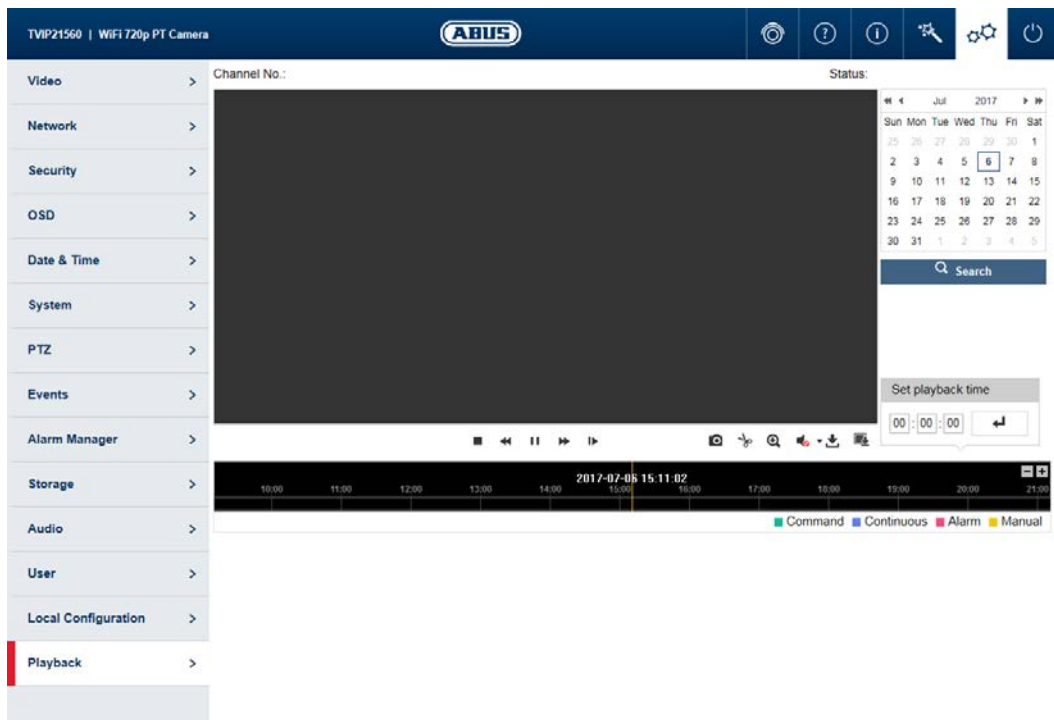 TVIP21560 | WiFi 720p PT Camera
ABUS
Video
Network
Security
OSD
Date & Time
System
PTZ
Events
Alarm Manager
Storage
Audio
User
Local Configuration
Playback
Channel No.:
Status:
Jul 2017
Sun Mon Tue Wed Thu Fri Sat
25 26 27 28 29 30 1
2 3 4 5 6 7 8
9 10 11 12 13 14 15
16 17 18 19 20 21 22
23 24 25 26 27 28 29
30 31 1 2 3 4 5
Search
Set playback time
00 : 00 : 00
2017-07-06 15:11:02
10:00 11:00 12:00 13:00 14:00 15:00 16:00 17:00 18:00 19:00 20:00 21:00
Command Continuous Alarm Manual